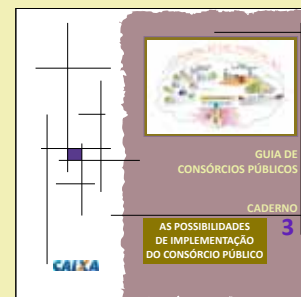 GUIA DE
CONSÓRCIOS PÚBLICOS
CADERNO
3
AS POSSIBILIDADES
DE IMPLEMENTAÇÃO
DO CONSÓRCIO PÚBLICO
CAIXA